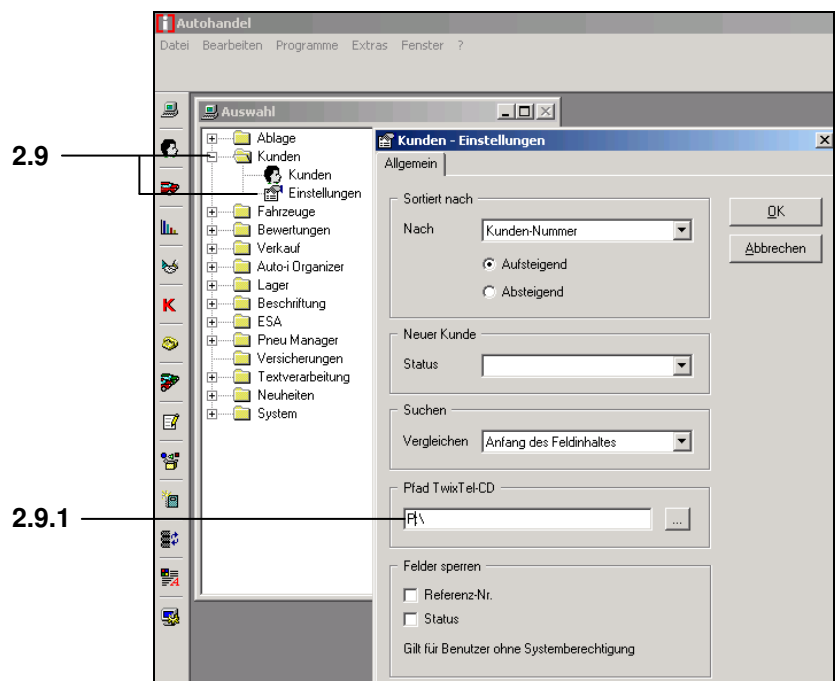 Autohandel
Datei Bearbeiten Programme Extras Fenster ?
Auswahl
2.9
Ablage
Kunden
Kunden
Einstellungen
Fahrzeuge
Bewertungen
Verkauf
Auto-i Organizer
Lager
Beschriftung
ESA
Pneu Manager
Versicherungen
Textverarbeitung
Neuheiten
System
Kunden - Einstellungen
Allgemein
Sortiert nach
Nach Kunden-Nummer
Aufsteigend
Absteigend
OK
Abbrechen
Neuer Kunde
Status
Suchen
Vergleichen Anfang des Feldinhaltes
Pfad TwixTel-CD
2.9.1
...
Felder sperren
Referenz-Nr.
Status
Gilt für Benutzer ohne Systemberechtigung
K